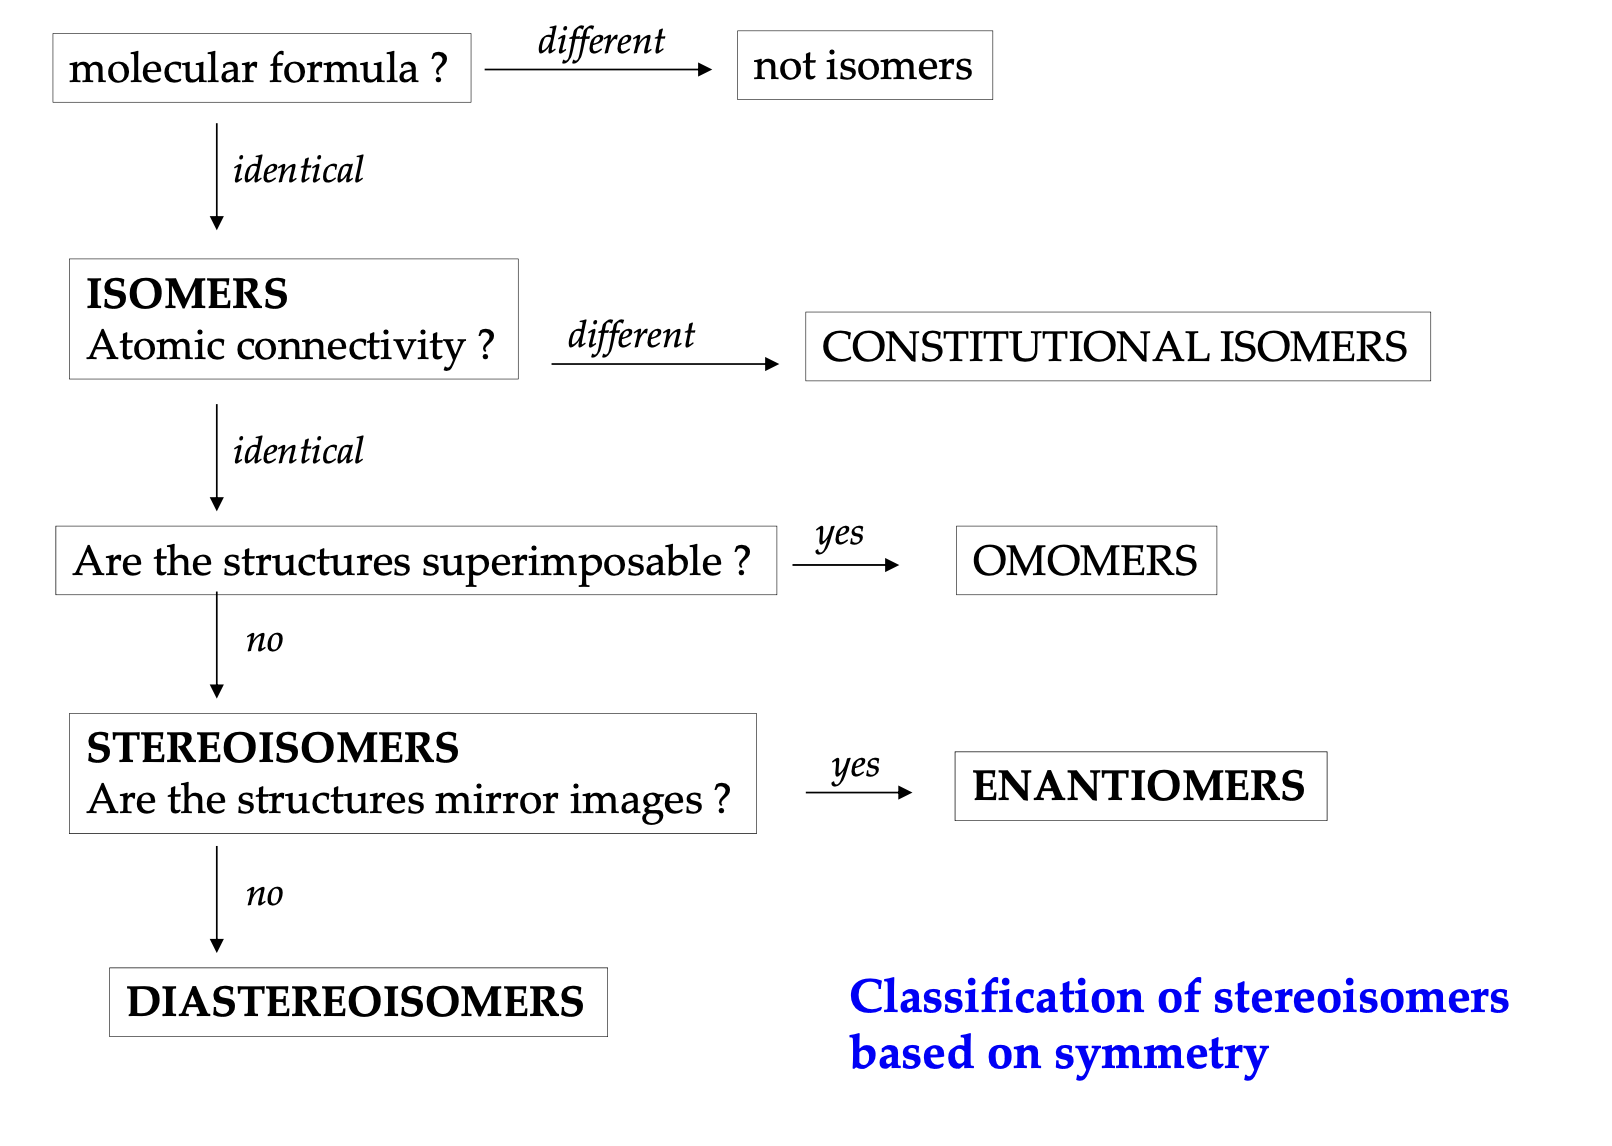 molecular formula ?
different
not isomers
identical
ISOMERS
Atomic connectivity ?
different
CONSTITUTIONAL ISOMERS
identical
Are the structures superimposable ?
yes
OMOMERS
no
STEREOISOMERS
Are the structures mirror images ?
yes
ENANTIOMERS
no
DIASTEREOISOMERS
Classification of stereoisomers
based on symmetry